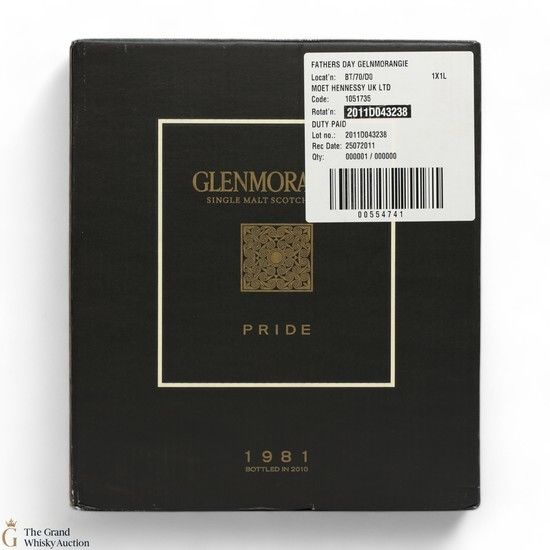 FATHERS DAY GELNMORANGIE
Locat'n: BT/70/D0 1X1L
MOET HENNESSY UK LTD
Code: 1051735
Rotat'n: 2011D043238
DUTY PAID
Lot no.: 2011D043238
Rec Date: 25072011
Qty: 000001 / 000000
00554741
GLENMORA
SINGLE MALT SCOTCH
PRIDE
1981
BOTTLED IN 2010
G
The Grand
Whisky Auction